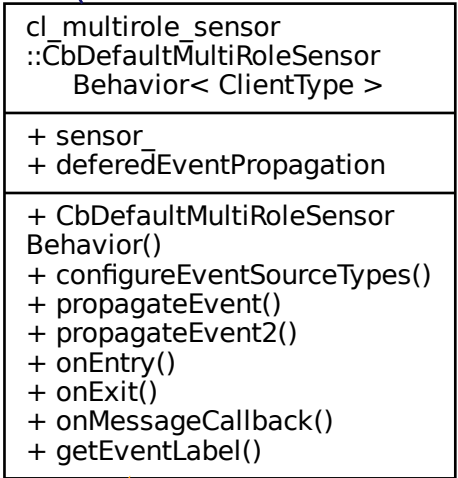 cl_multirole_sensor
::CbDefaultMultiRoleSensor
Behavior< ClientType >
+ sensor_
+ deferedEventPropagation
+ CbDefaultMultiRoleSensor
Behavior()
+ configureEventSourceTypes()
+ propagateEvent()
+ propagateEvent2()
+ onEntry()
+ onExit()
+ onMessageCallback()
+ getEventLabel()